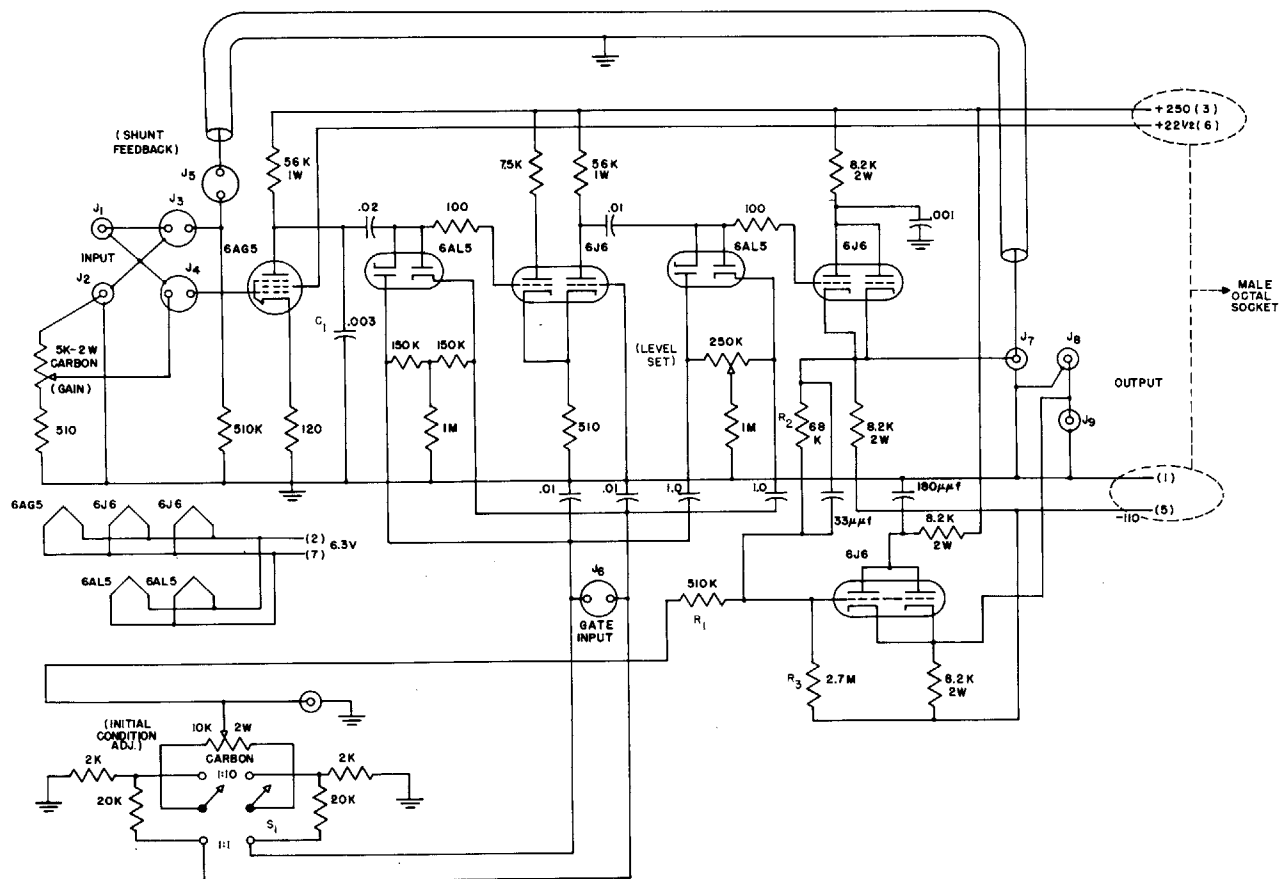 +250 (3)
+22½ (6)
(SHUNT
FEEDBACK)
J5
56K
1W
7.5K
56K
1W
8.2K
2W
J1
J3
.02
100
.01
100
.001
6AG5
6AL5
6J6
6AL5
6J6
INPUT
J2
J4
MALE
OCTAL
SOCKET
C1
.003
5K-2W
CARBON
(GAIN)
150K
150K
(LEVEL
SET)
250K
J7
J8
OUTPUT
510
510K
120
1M
510
1M
R2
68
K
8.2K
2W
J9
.01
.01
1.0
1.0
180μμf
(1)
33μμf
-110
(5)
6AG5
6J6
6J6
(2)
6.3V
(7)
8.2K
2W
6AL5
6AL5
6J6
J6
GATE
INPUT
510K
R1
R3
2.7M
8.2K
2W
(INITIAL
CONDITION
ADJ.)
10K
2W
CARBON
2K
1:10
2K
20K
20K
S1
1:1